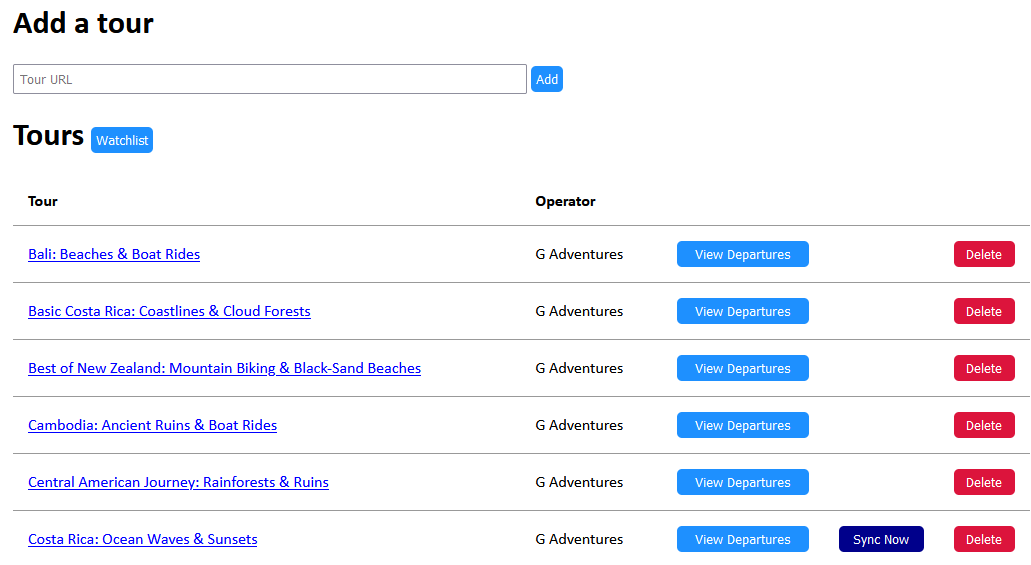 Add a tour
Tour URL Add
Tours Watchlist
Tour Operator
Bali: Beaches & Boat Rides G Adventures View Departures Delete
Basic Costa Rica: Coastlines & Cloud Forests G Adventures View Departures Delete
Best of New Zealand: Mountain Biking & Black-Sand Beaches G Adventures View Departures Delete
Cambodia: Ancient Ruins & Boat Rides G Adventures View Departures Delete
Central American Journey: Rainforests & Ruins G Adventures View Departures Delete
Costa Rica: Ocean Waves & Sunsets G Adventures View Departures Sync Now Delete